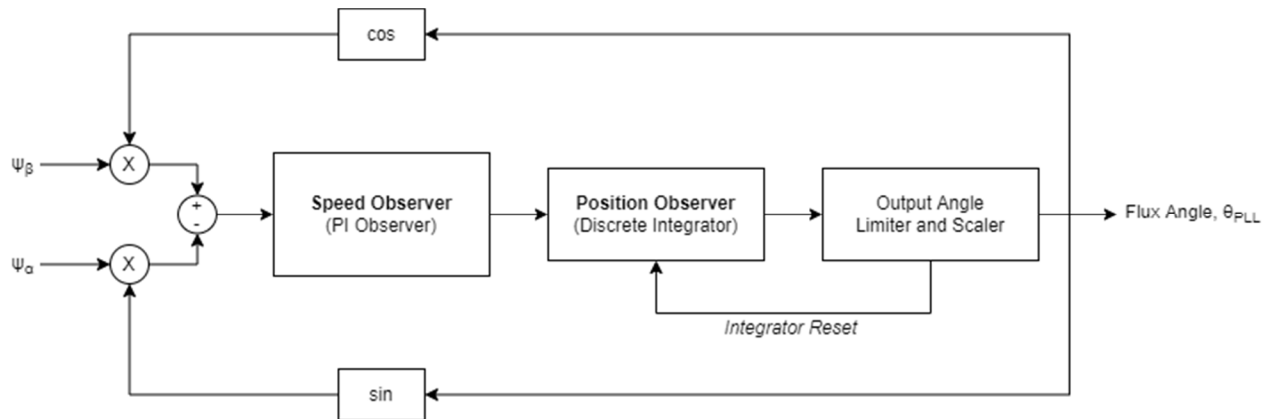 cos
Ψβ
X
+
-
Speed Observer
(PI Observer)
Position Observer
(Discrete Integrator)
Output Angle
Limiter and Scaler
Flux Angle, θPLL
Ψα
X
Integrator Reset
sin